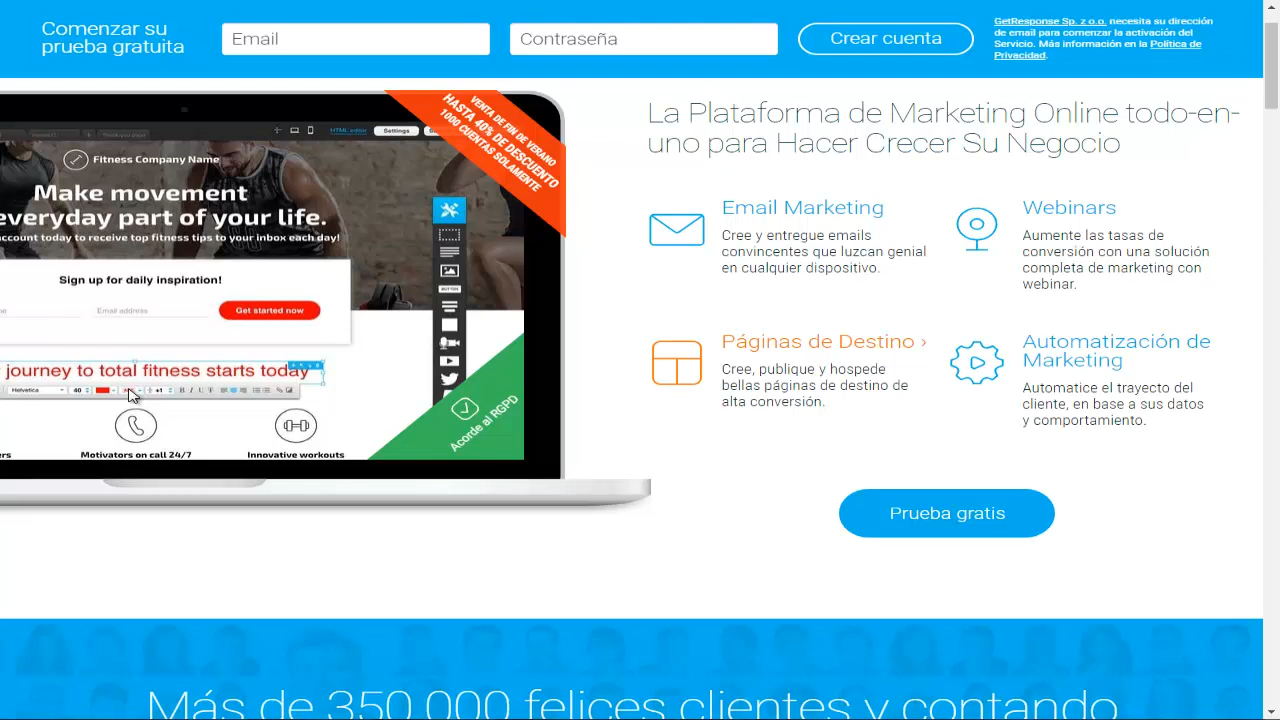 Comenzar su
prueba gratuita
Email
Contraseña
Crear cuenta
GetResponse Sp. z o.o. necesita su dirección
de email para comenzar la activación del
Servicio. Más información en la Política de
Privacidad.
HTML editor
Settings
VENTA DE FIN DE VERANO
HASTA 40% DE DESCUENTO
1000 CUENTAS SOLAMENTE
Fitness Company Name
Make movement
everyday part of your life.
account today to receive top fitness tips to your inbox each day!
Sign up for daily inspiration!
Email address
Get started now
BUTTON
journey to total fitness starts today
Helvetica
40
+1
B I U T
Motivators on call 24/7
Innovative workouts
Acorde al RGPD
La Plataforma de Marketing Online todo-en-
uno para Hacer Crecer Su Negocio
Email Marketing
Cree y entregue emails
convincentes que luzcan genial
en cualquier dispositivo.
Webinars
Aumente las tasas de
conversión con una solución
completa de marketing con
webinar.
Páginas de Destino ›
Cree, publique y hospede
bellas páginas de destino de
alta conversión.
Automatización de
Marketing
Automatice el trayecto del
cliente, en base a sus datos
y comportamiento.
Prueba gratis
Más de 350 000 felices clientes y contando